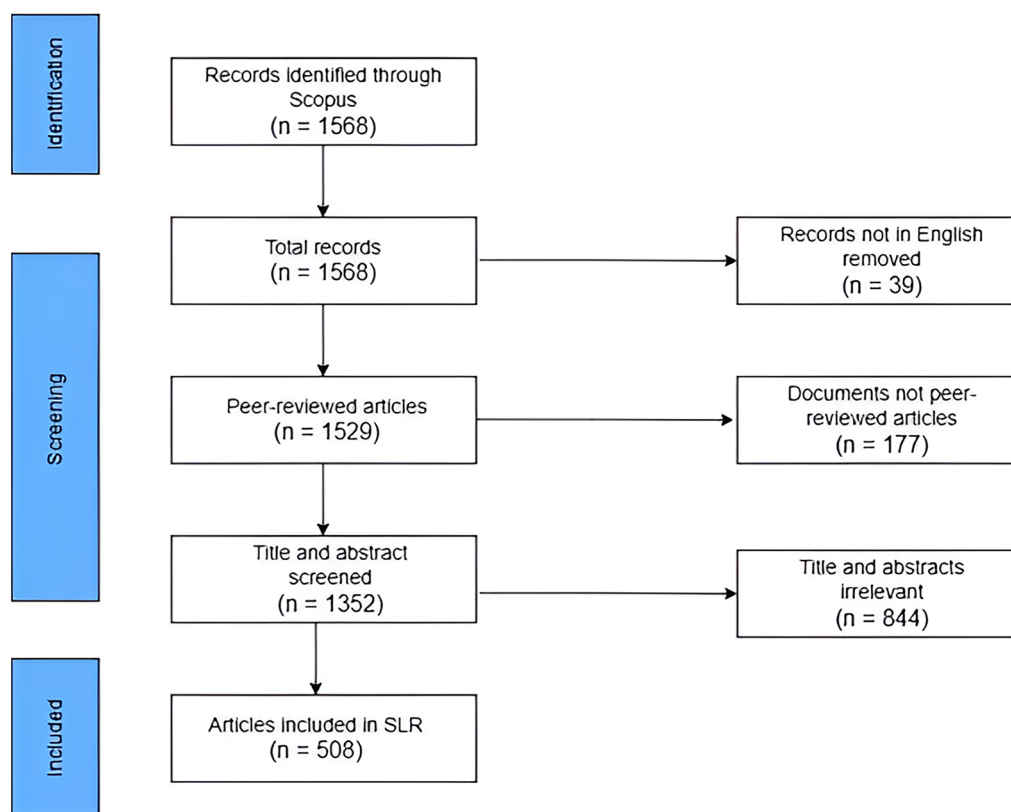 Identification
Records identified through
Scopus
(n = 1568)
Total records
(n = 1568)
Records not in English
removed
(n = 39)
Screening
Peer-reviewed articles
(n = 1529)
Documents not peer-
reviewed articles
(n = 177)
Title and abstract
screened
(n = 1352)
Title and abstracts
irrelevant
(n = 844)
Included
Articles included in SLR
(n = 508)